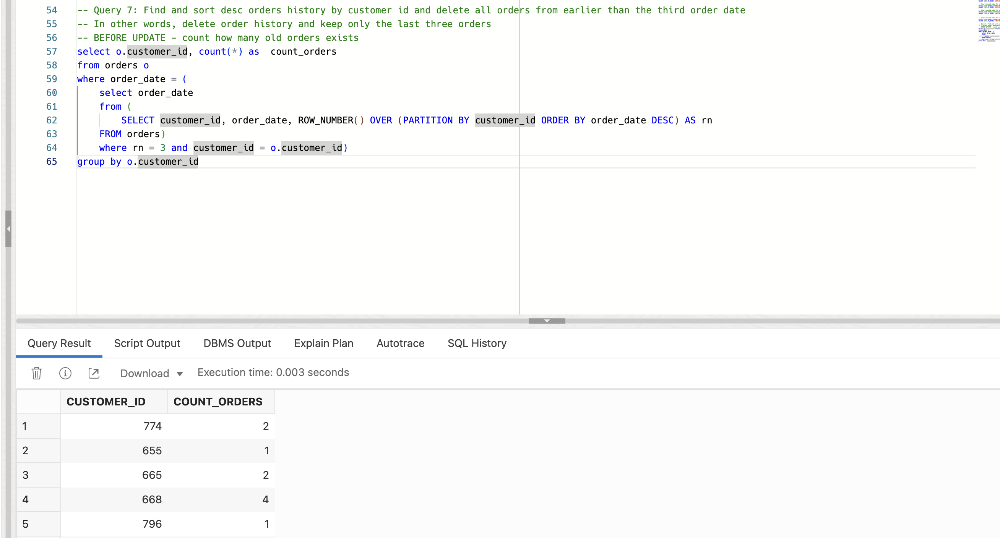 54 -- Query 7: Find and sort desc orders history by customer id and delete all orders from earlier than the third order date
55 -- In other words, delete order history and keep only the last three orders
56 -- BEFORE UPDATE - count how many old orders exists
57 select o.customer_id, count(*) as  count_orders
58 from orders o
59 where order_date = (
60     select order_date
61     from (
62         SELECT customer_id, order_date, ROW_NUMBER() OVER (PARTITION BY customer_id ORDER BY order_date DESC) AS rn
63     FROM orders)
64     where rn = 3 and customer_id = o.customer_id)
65 group by o.customer_id
Query Result Script Output DBMS Output Explain Plan Autotrace SQL History
Download Execution time: 0.003 seconds
CUSTOMER_ID COUNT_ORDERS
1 774 2
2 655 1
3 665 2
4 668 4
5 796 1